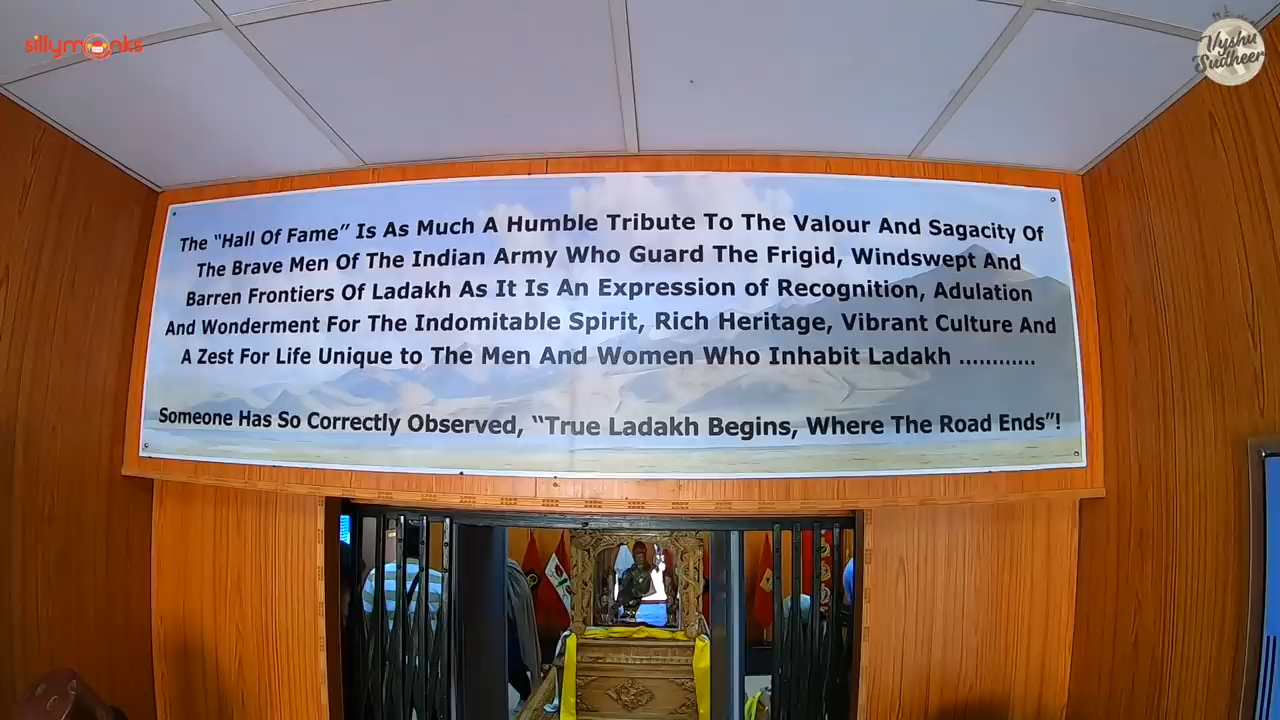 sillymonks
Vyshu
Sudheer
The “Hall Of Fame” Is As Much A Humble Tribute To The Valour And Sagacity Of
The Brave Men Of The Indian Army Who Guard The Frigid, Windswept And
Barren Frontiers Of Ladakh As It Is An Expression of Recognition, Adulation
And Wonderment For The Indomitable Spirit, Rich Heritage, Vibrant Culture And
A Zest For Life Unique to The Men And Women Who Inhabit Ladakh ............
Someone Has So Correctly Observed, “True Ladakh Begins, Where The Road Ends”!